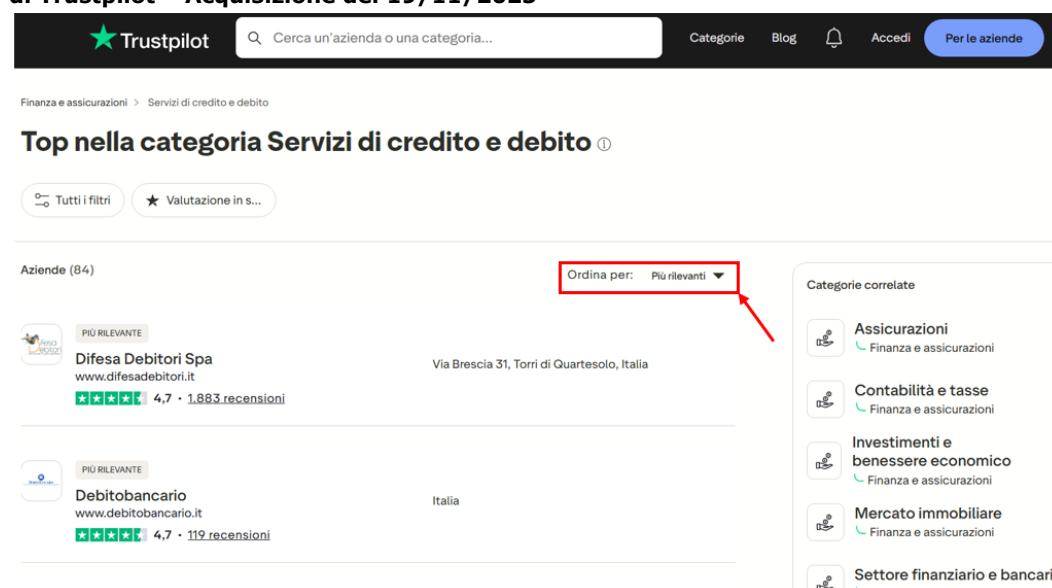 di Trustpilot – Acquisizione del 19/11/2025
Trustpilot
Cerca un'azienda o una categoria...
Categorie
Blog
Accedi
Per le aziende
Finanza e assicurazioni > Servizi di credito e debito
Top nella categoria Servizi di credito e debito
Tutti i filtri
Valutazione in s...
Aziende (84)
Ordina per: Più rilevanti
PIÙ RILEVANTE
Difesa Debitori Spa
www.difesadebitori.it
4,7 · 1.883 recensioni
Via Brescia 31, Torri di Quartesolo, Italia
PIÙ RILEVANTE
Debitobancario
www.debitobancario.it
4,7 · 119 recensioni
Italia
Categorie correlate
Assicurazioni
Finanza e assicurazioni
Contabilità e tasse
Finanza e assicurazioni
Investimenti e
benessere economico
Finanza e assicurazioni
Mercato immobiliare
Finanza e assicurazioni
Settore finanziario e bancari